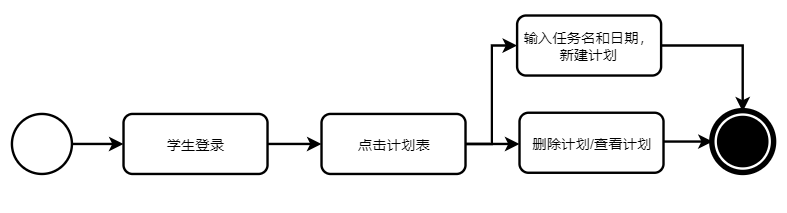 输入任务名和日期，
新建计划
学生登录
点击计划表
删除计划/查看计划